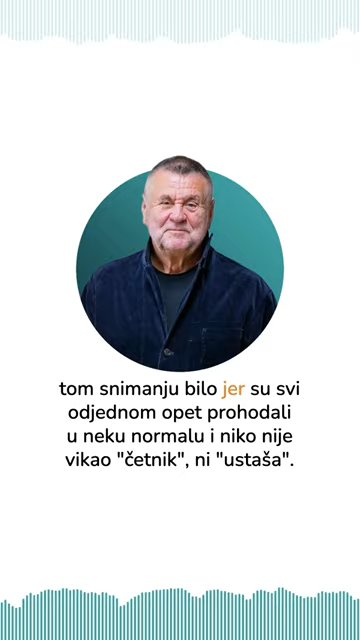 tom snimanju bilo jer su svi
odjednom opet prohodali
u neku normalu i niko nije
vikao "četnik", ni "ustaša".